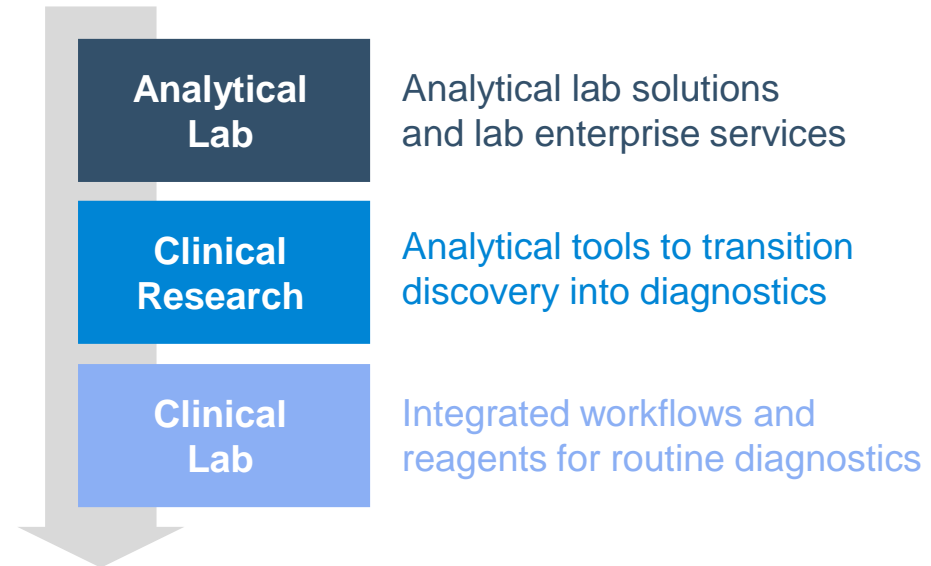 Analytical
Lab
Analytical lab solutions
and lab enterprise services
Clinical
Research
Analytical tools to transition
discovery into diagnostics
Clinical
Lab
Integrated workflows and
reagents for routine diagnostics